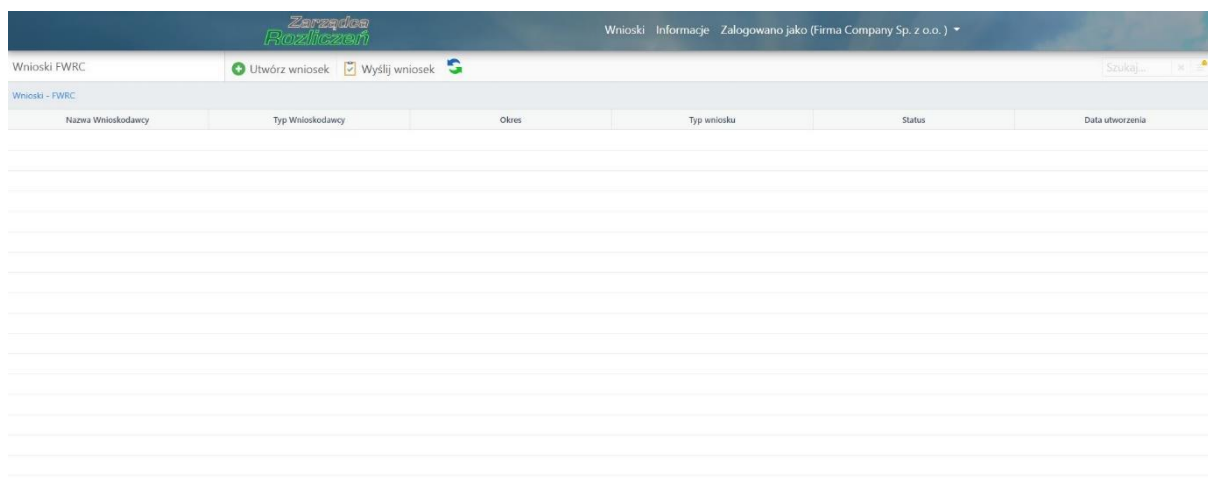 Zarządca
Rozliczeń
Wnioski Informacje Zalogowano jako (Firma Company Sp. z o.o. )
Wnioski FWRC
Utwórz wniosek Wyślij wniosek
Szukaj...
Wnioski - FWRC
Nazwa Wnioskodawcy Typ Wnioskodawcy Okres Typ wniosku Status Data utworzenia